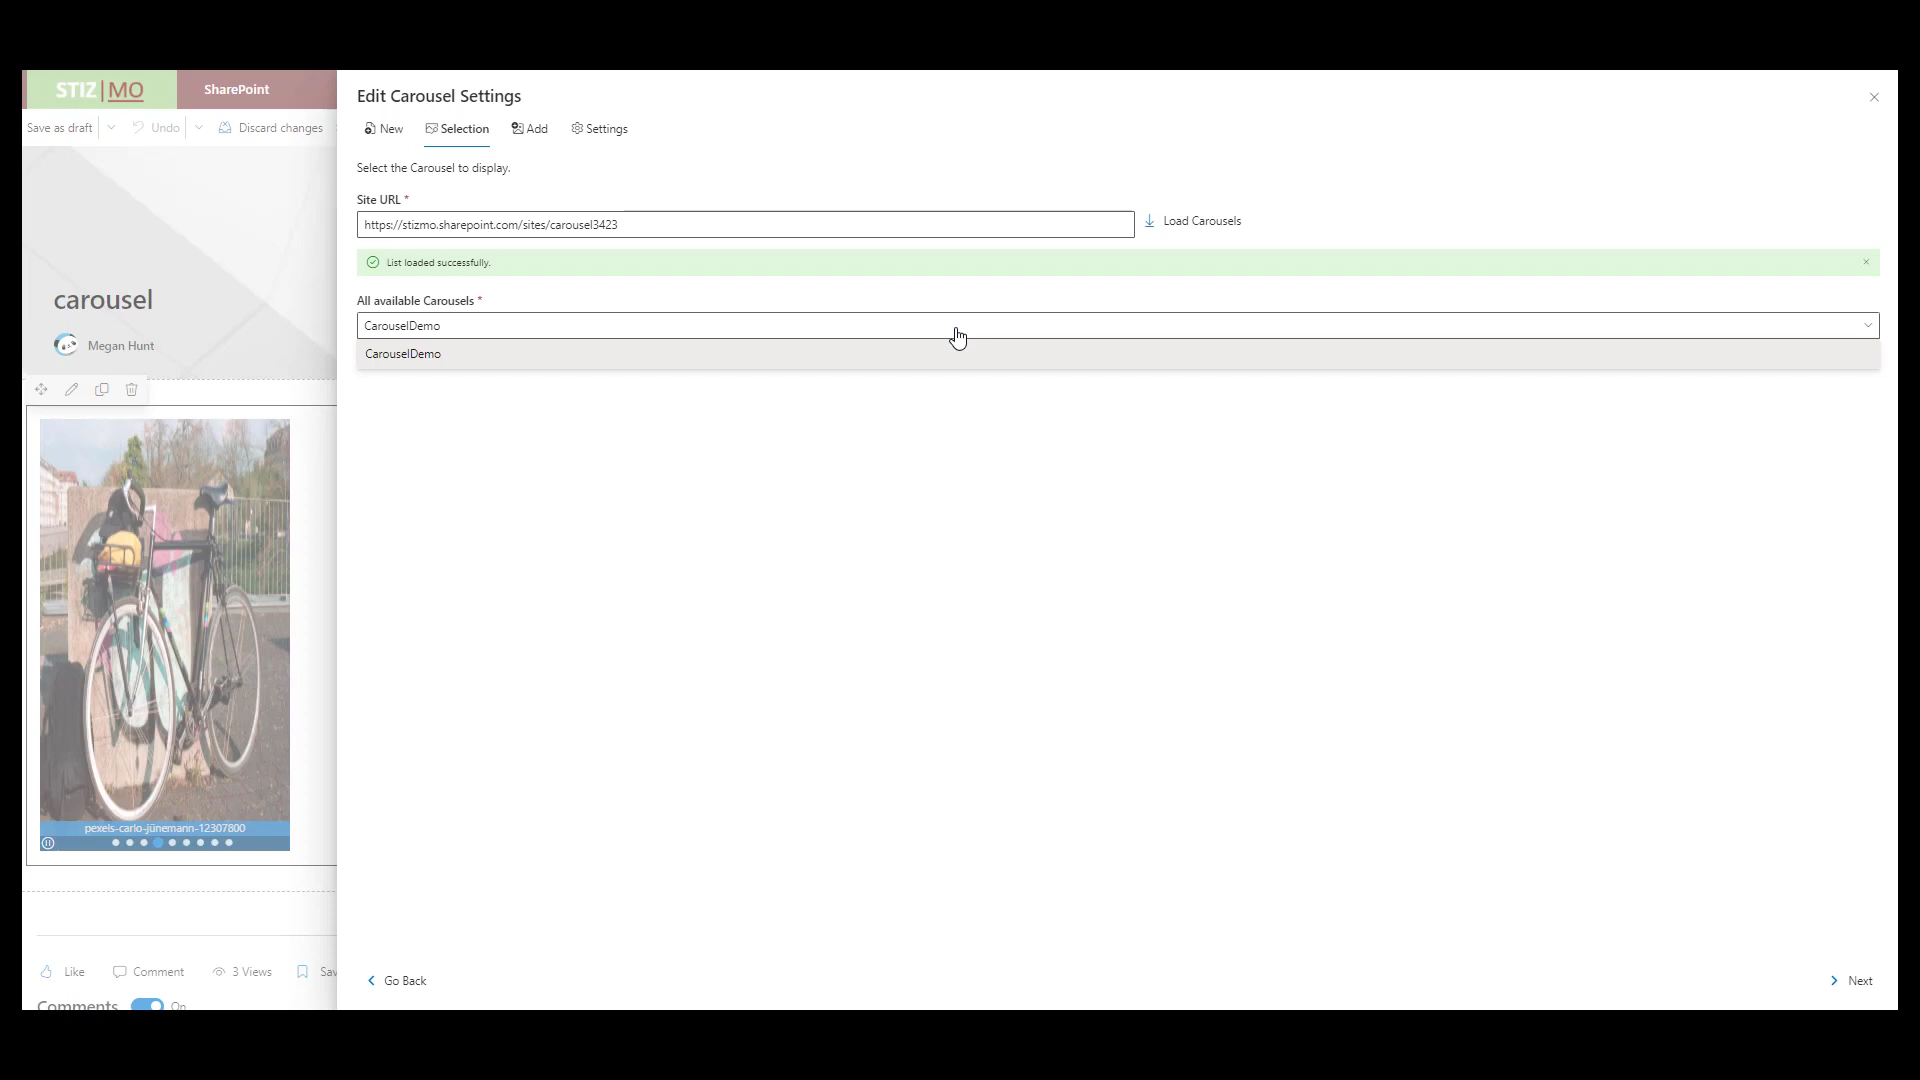 STIZ|MO
SharePoint
Save as draft
Undo
Discard changes
carousel
Megan Hunt
pexels-carlo-jünemann-12307800
Like
Comment
3 Views
Sav
Comments
On
Edit Carousel Settings
New
Selection
Add
Settings
Select the Carousel to display.
Site URL *
https://stizmo.sharepoint.com/sites/carousel3423
Load Carousels
List loaded successfully.
All available Carousels *
CarouselDemo
CarouselDemo
Go Back
Next